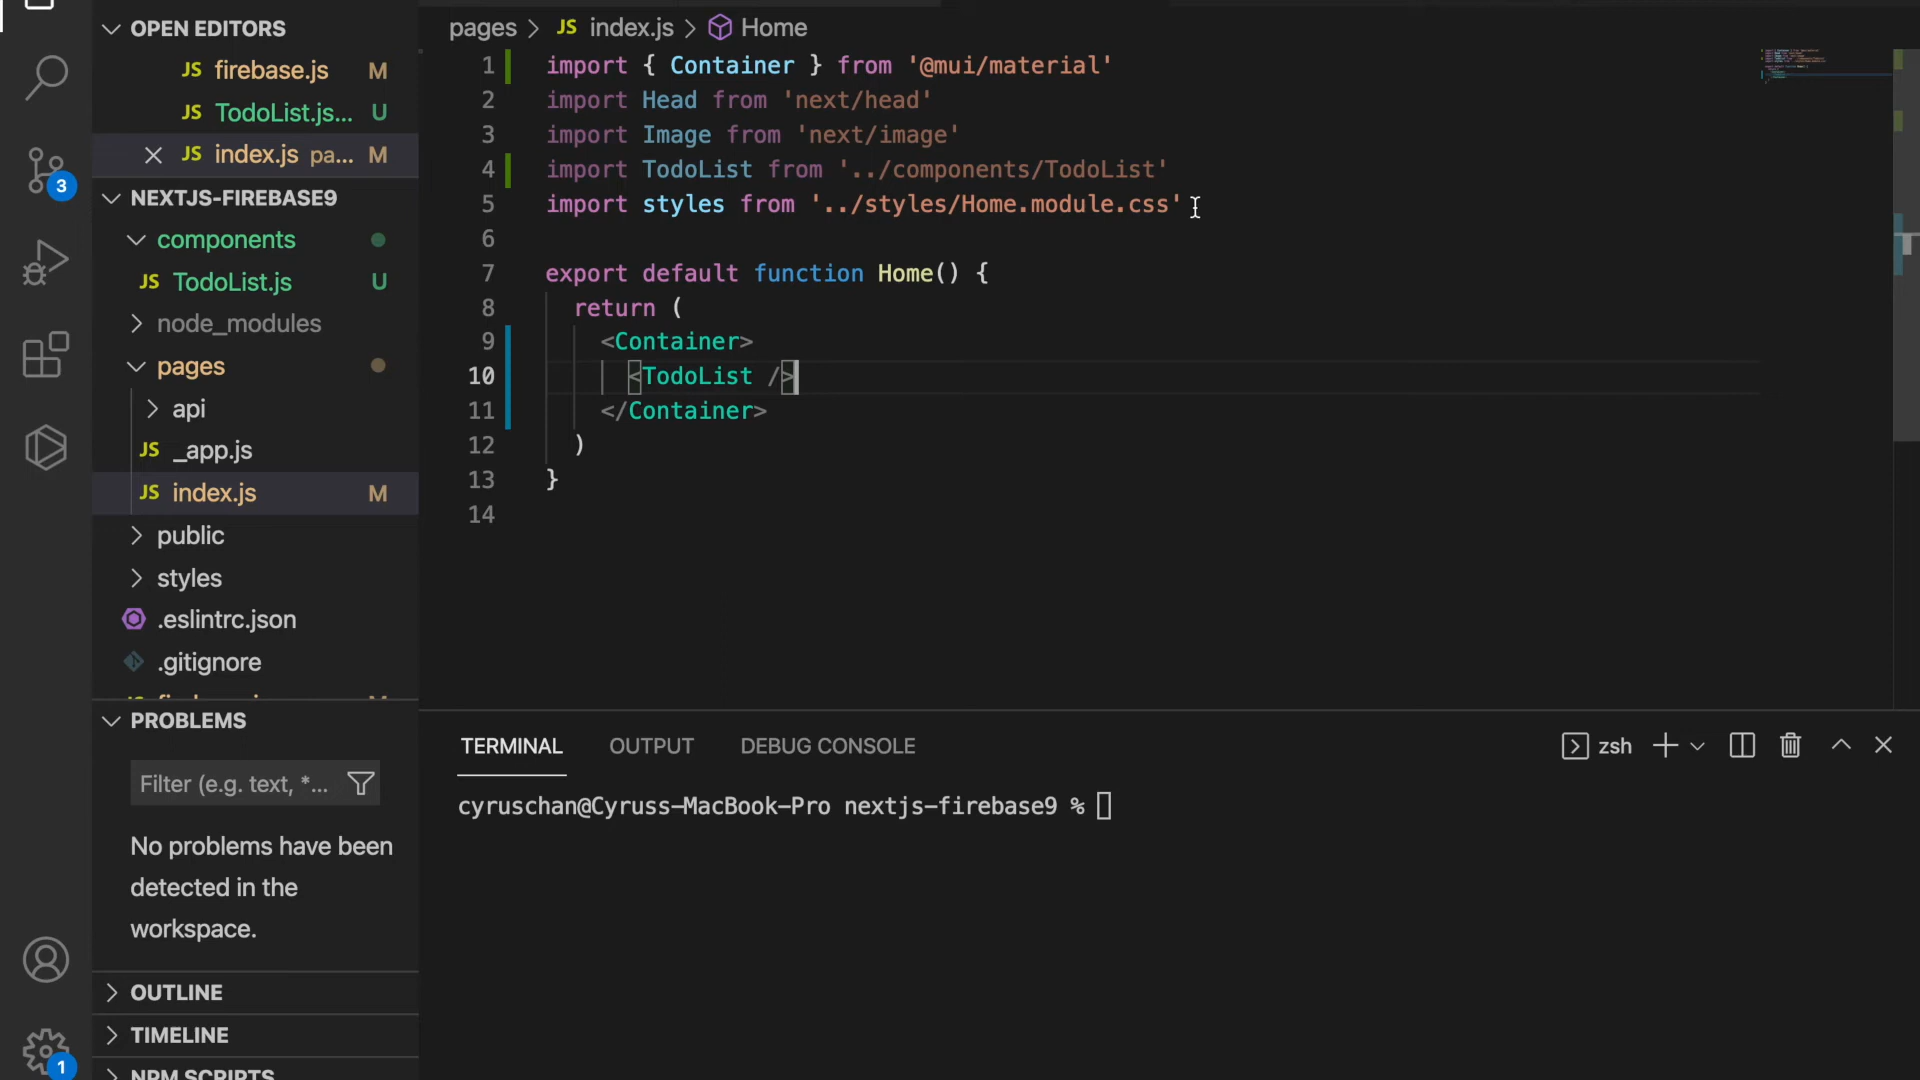 OPEN EDITORS
JS firebase.js M
JS TodoList.js... U
JS index.js pa... M
NEXTJS-FIREBASE9
components
JS TodoList.js U
node_modules
pages
api
JS _app.js
JS index.js M
public
styles
.eslintrc.json
.gitignore
PROBLEMS
Filter (e.g. text, *...
No problems have been
detected in the
workspace.
OUTLINE
TIMELINE
NPM SCRIPTS
3
1
pages > JS index.js > Home
1 import { Container } from '@mui/material'
2 import Head from 'next/head'
3 import Image from 'next/image'
4 import TodoList from '../components/TodoList'
5 import styles from '../styles/Home.module.css'
6
7 export default function Home() {
8 return (
9 <Container>
10 <TodoList />
11 </Container>
12 )
13 }
14
TERMINAL OUTPUT DEBUG CONSOLE zsh
cyruschan@Cyruss-MacBook-Pro nextjs-firebase9 %